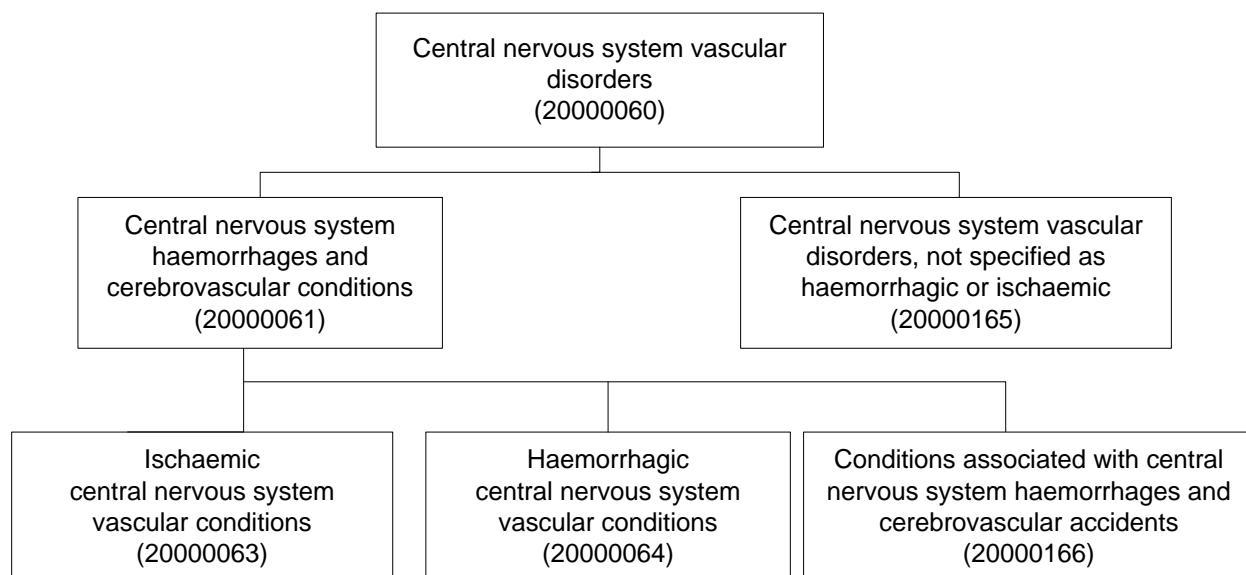 Central nervous system vascular
disorders
(20000060)
Central nervous system
haemorrhages and
cerebrovascular conditions
(20000061)
Central nervous system vascular
disorders, not specified as
haemorrhagic or ischaemic
(20000165)
Ischaemic
central nervous system
vascular conditions
(20000063)
Haemorrhagic
central nervous system
vascular conditions
(20000064)
Conditions associated with central
nervous system haemorrhages and
cerebrovascular accidents
(20000166)